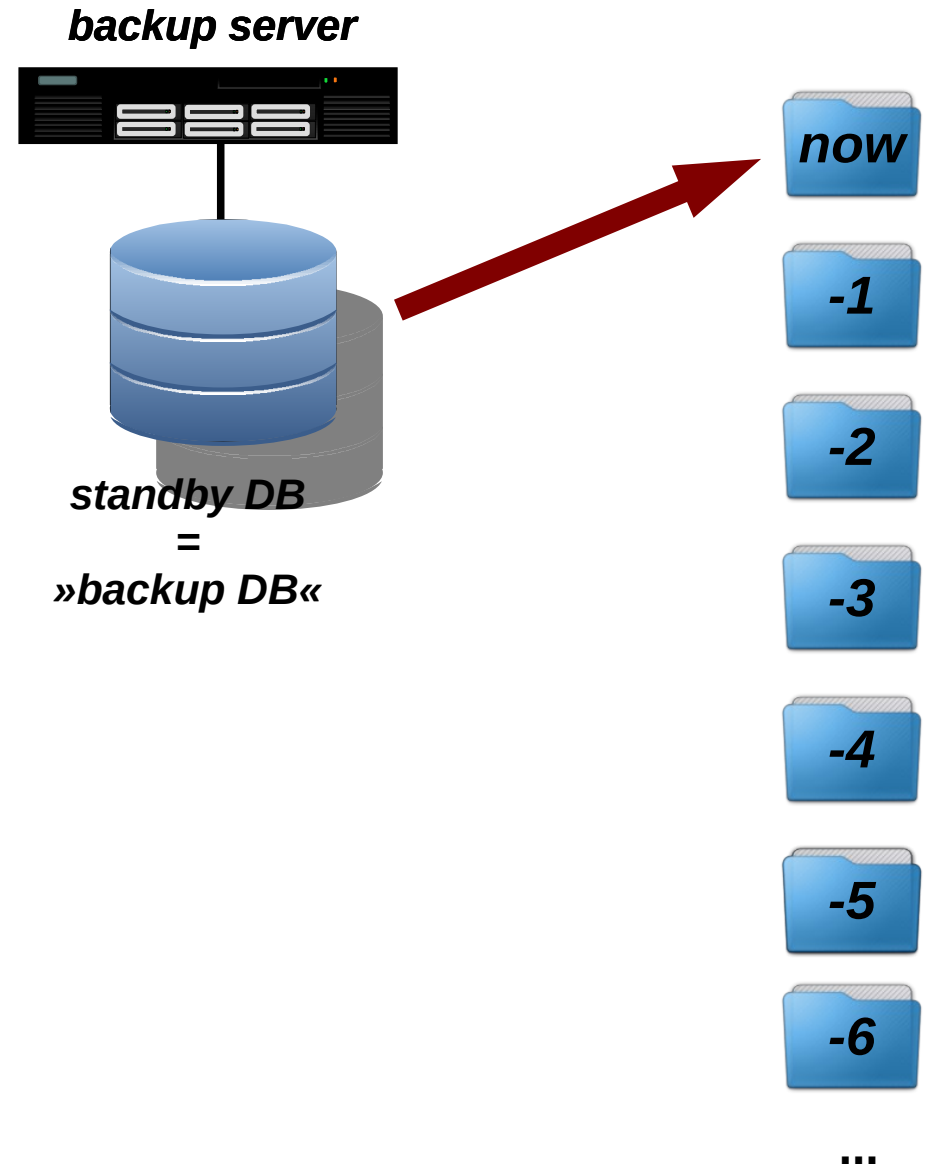 backup server
now
-1
-2
standby DB
=
»backup DB«
-3
-4
-5
-6
...